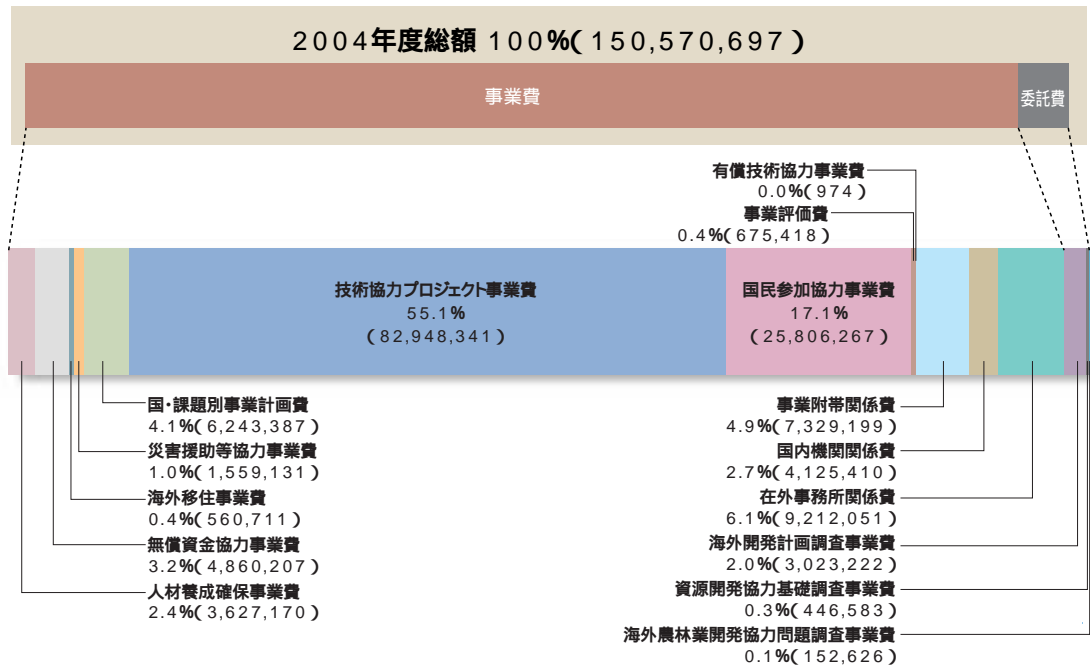 2004年度総額 100%(150,570,697)
事業費
委託費
有償技術協力事業費
0.0%(974)
事業評価費
0.4%(675,418)
技術協力プロジェクト事業費
55.1%
(82,948,341)
国民参加協力事業費
17.1%
(25,806,267)
国・課題別事業計画費
4.1%(6,243,387)
災害援助等協力事業費
1.0%(1,559,131)
海外移住事業費
0.4%(560,711)
無償資金協力事業費
3.2%(4,860,207)
人材養成確保事業費
2.4%(3,627,170)
事業附帯関係費
4.9%(7,329,199)
国内機関関係費
2.7%(4,125,410)
在外事務所関係費
6.1%(9,212,051)
海外開発計画調査事業費
2.0%(3,023,222)
資源開発協力基礎調査事業費
0.3%(446,583)
海外農林業開発協力問題調査事業費
0.1%(152,626)